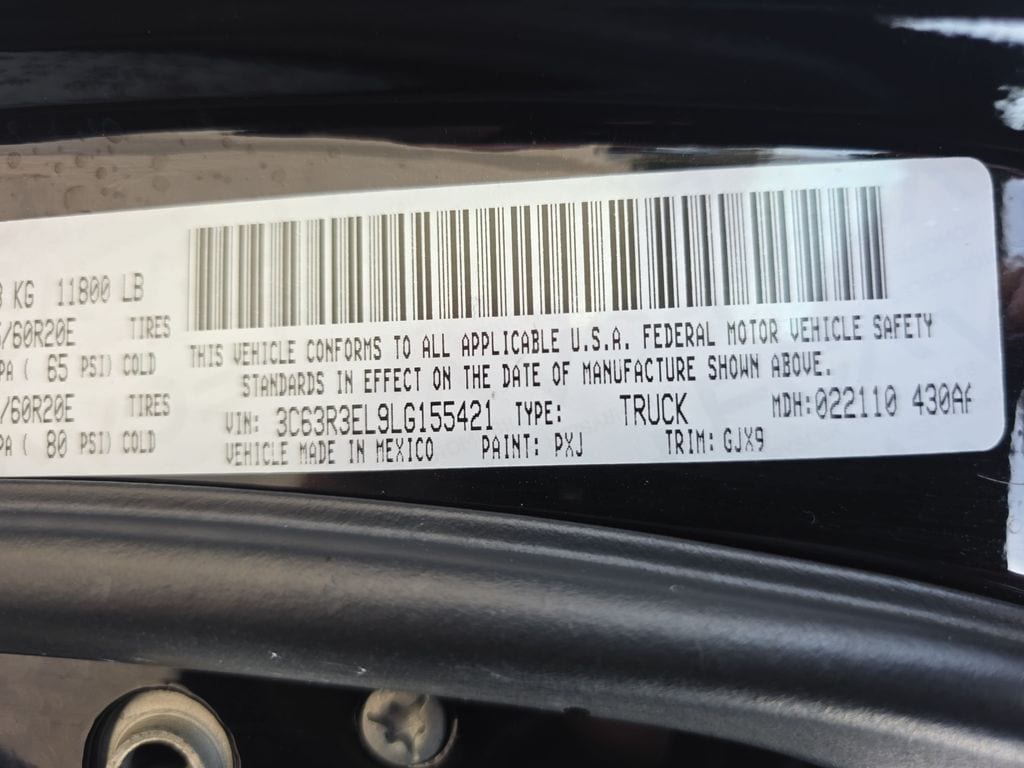 KG 11800 LB
/60R20E TIRES
PA ( 65 PSI) COLD
/60R20E TIRES
PA ( 80 PSI) COLD
THIS VEHICLE CONFORMS TO ALL APPLICABLE U.S.A. FEDERAL MOTOR VEHICLE SAFETY
STANDARDS IN EFFECT ON THE DATE OF MANUFACTURE SHOWN ABOVE.
VIN: 3C63R3EL9LG155421 TYPE: TRUCK MDH:022110 430AA
VEHICLE MADE IN MEXICO PAINT: PXJ TRIM: GJX9